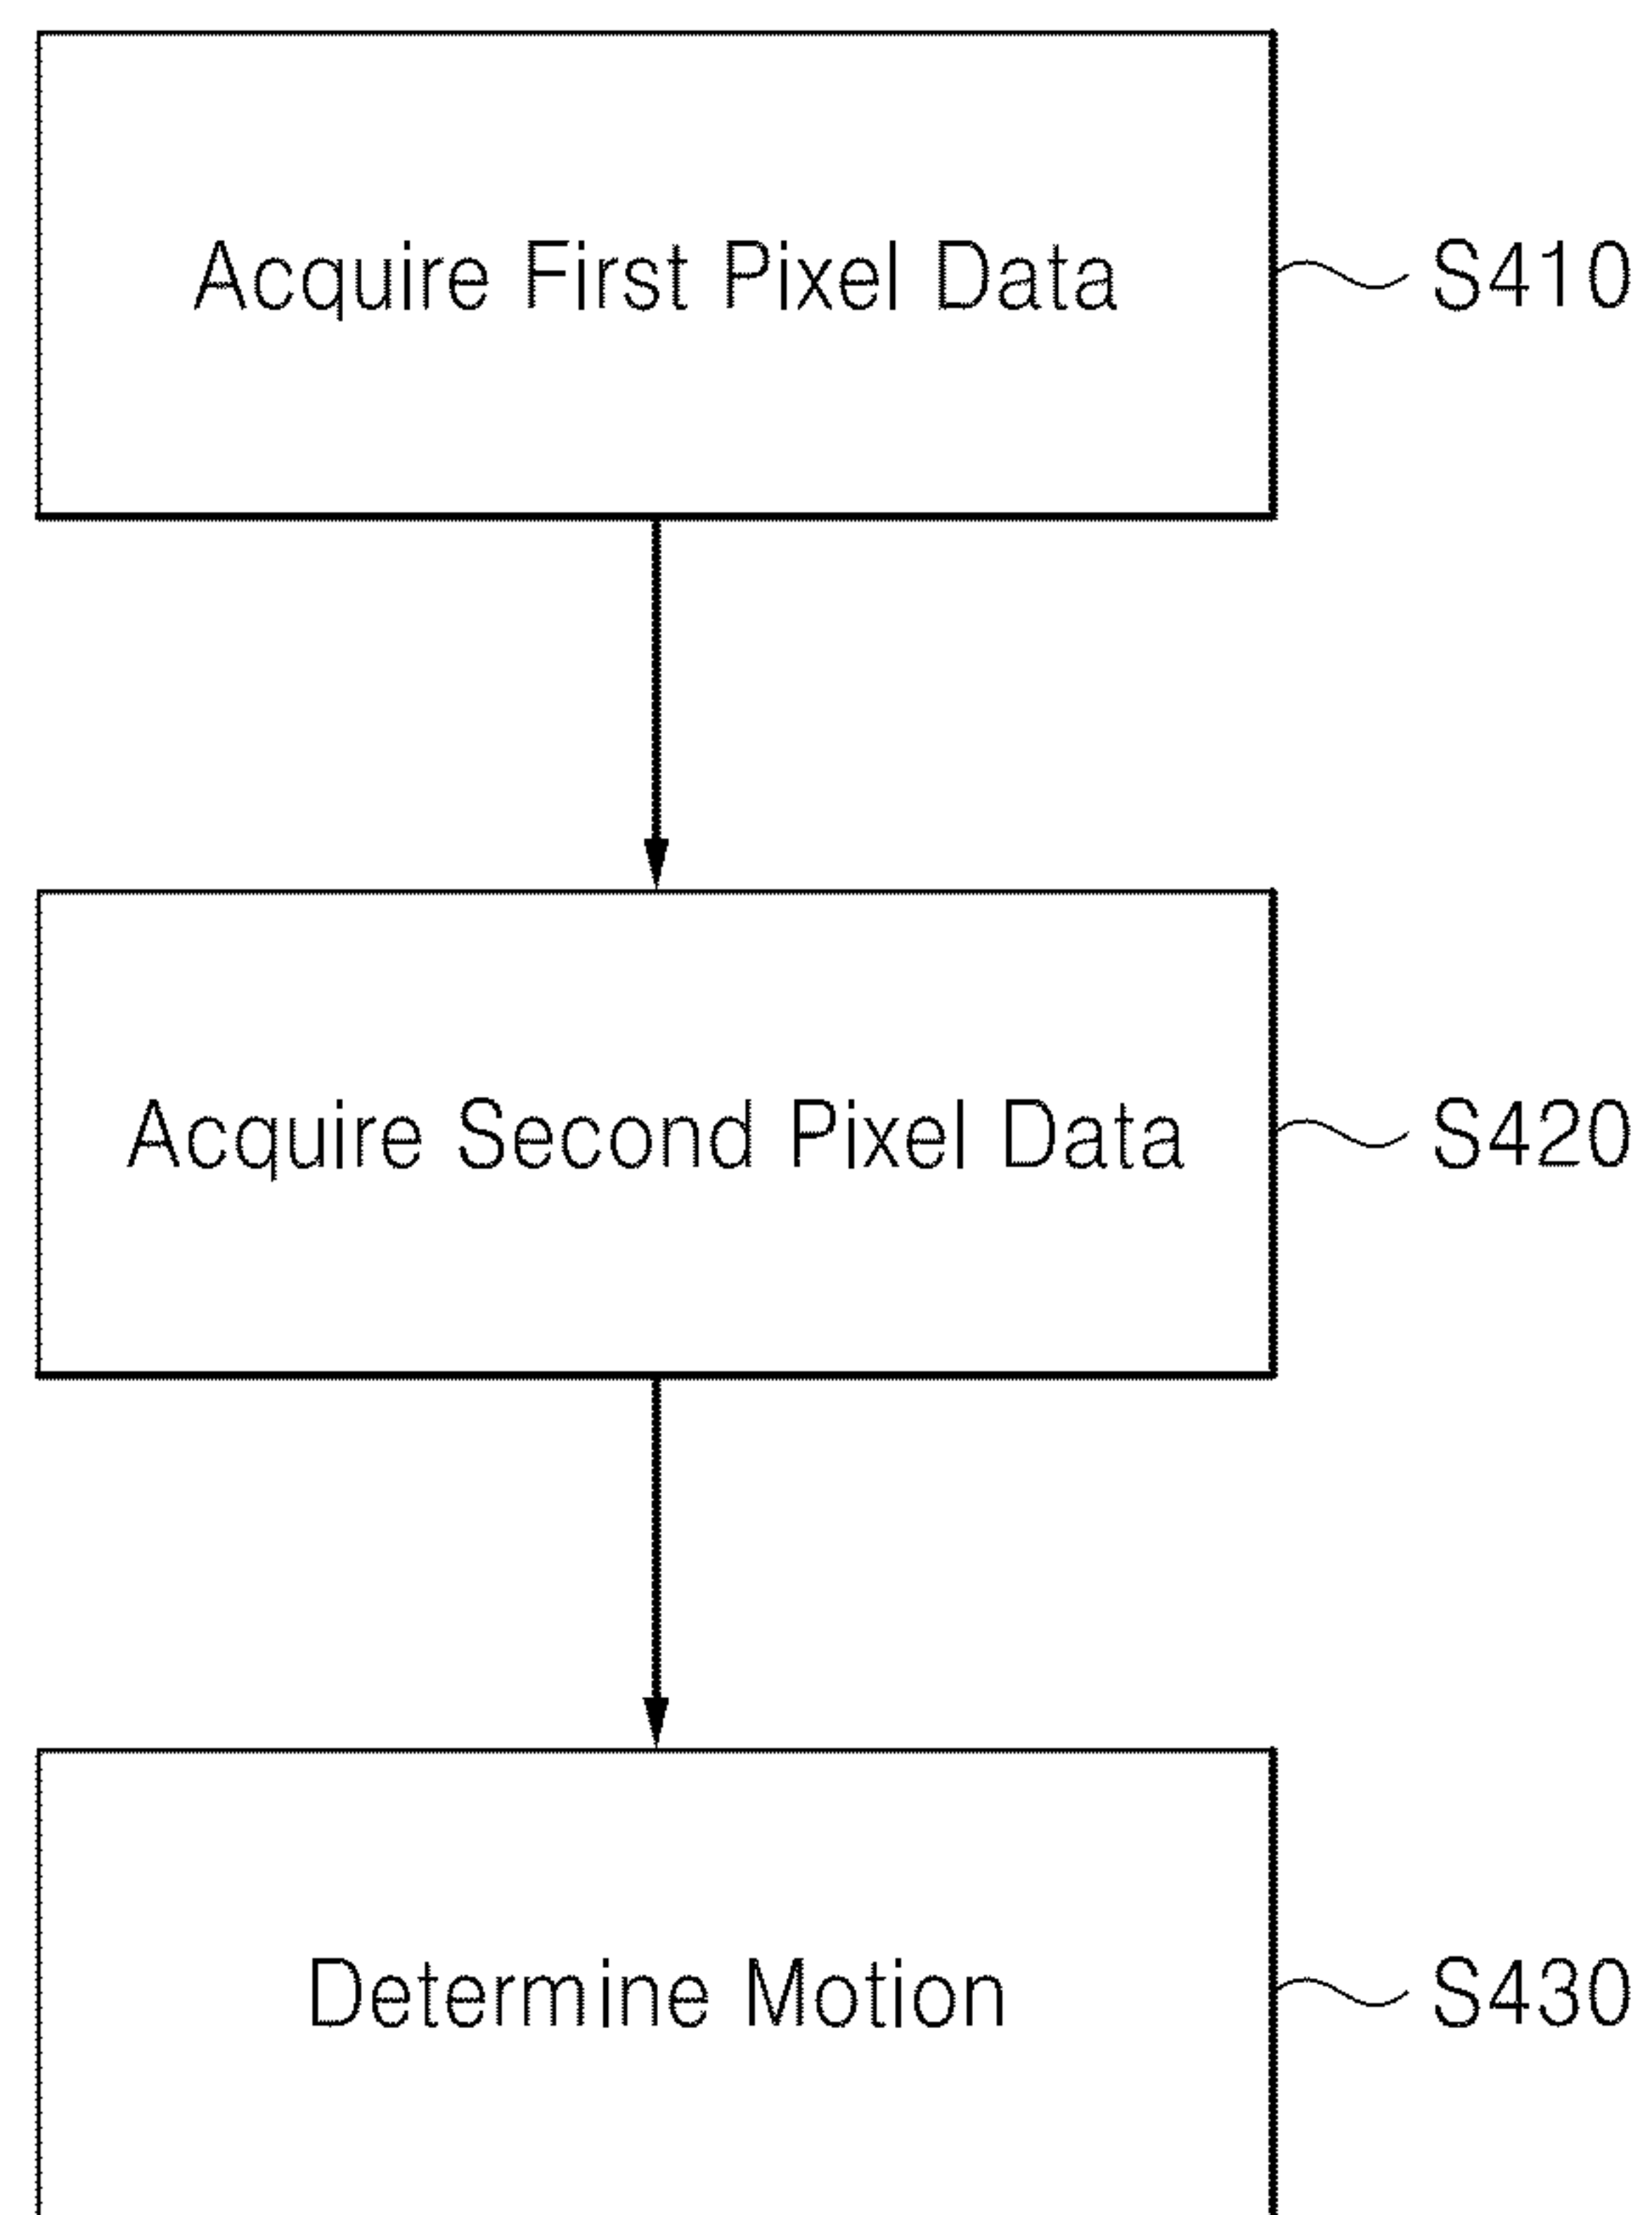 Acquire First Pixel Data S410
Acquire Second Pixel Data S420
Determine Motion S430